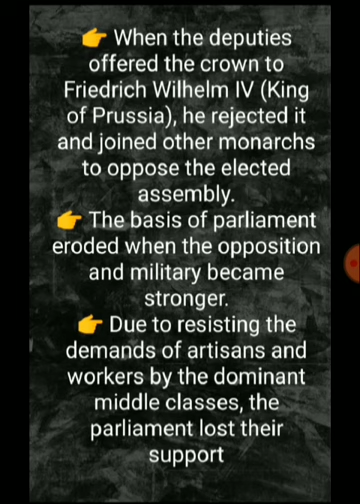 👉 When the deputies
offered the crown to
Friedrich Wilhelm IV (King
of Prussia), he rejected it
and joined other monarchs
to oppose the elected
assembly.
👉 The basis of parliament
eroded when the opposition
and military became
stronger.
👉 Due to resisting the
demands of artisans and
workers by the dominant
middle classes, the
parliament lost their
support